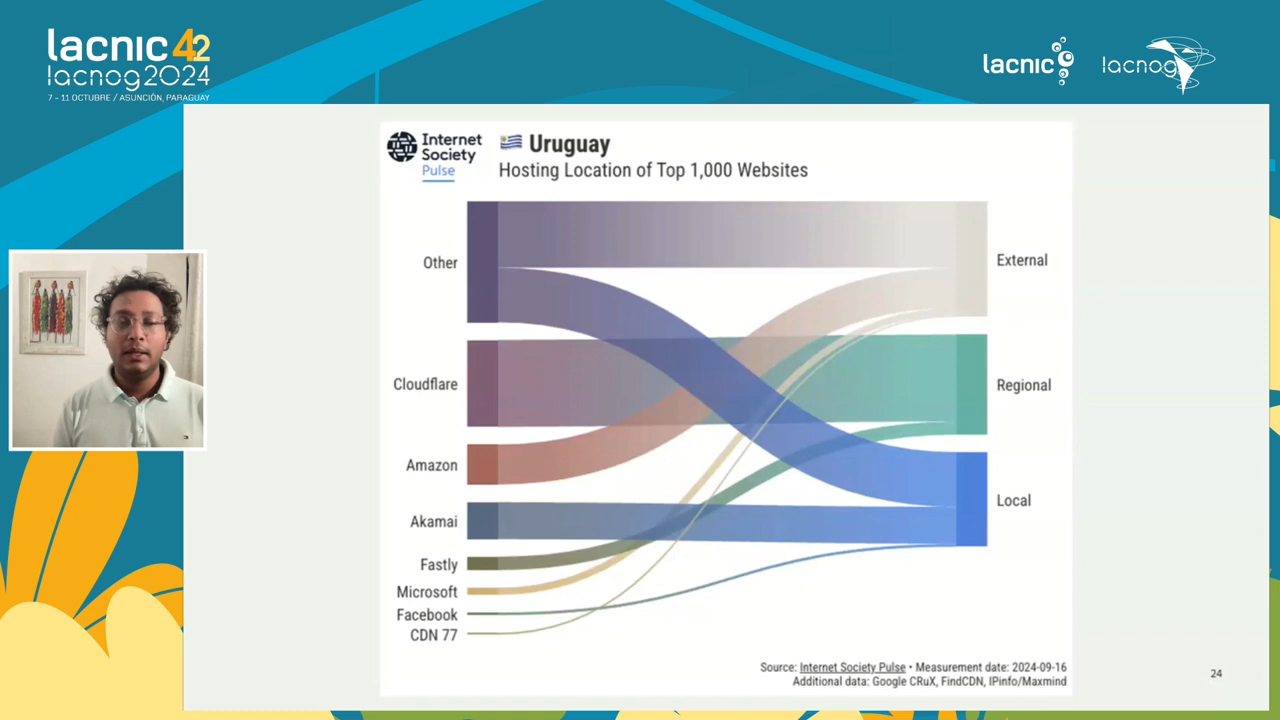 lacnic 42
lacnog2024
7 - 11 OCTUBRE / ASUNCIÓN, PARAGUAY
lacnic
lacnog
Internet
Society
Pulse
Uruguay
Hosting Location of Top 1,000 Websites
Other
Cloudflare
Amazon
Akamai
Fastly
Microsoft
Facebook
CDN 77
External
Regional
Local
Source: Internet Society Pulse • Measurement date: 2024-09-16
Additional data: Google CRuX, FindCDN, IPinfo/Maxmind
24